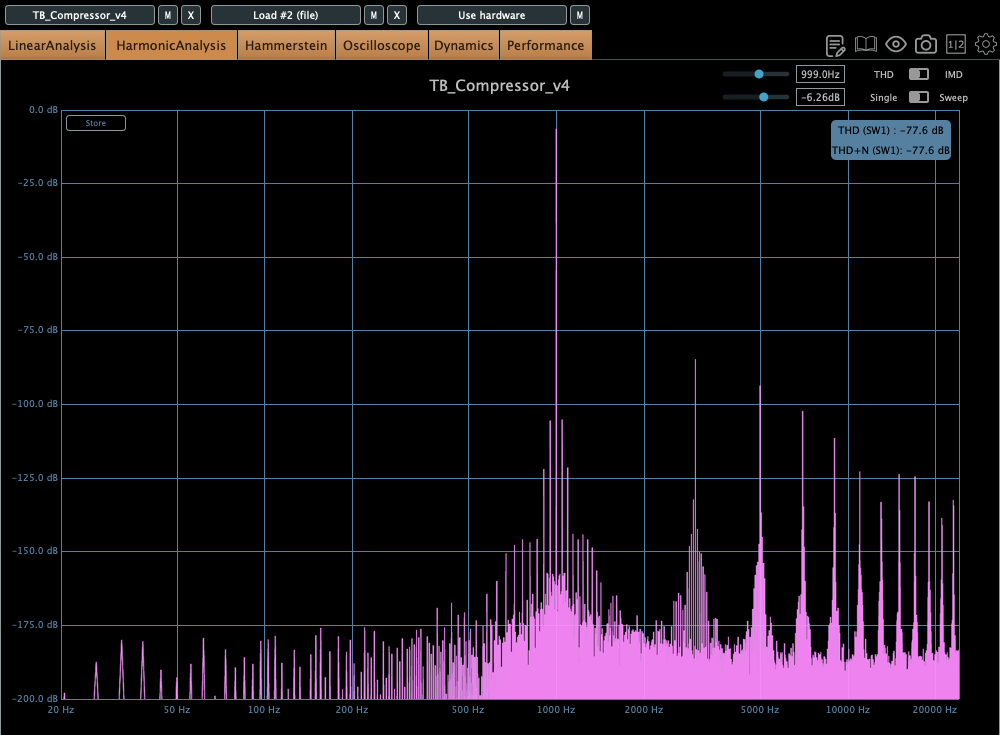 TB_Compressor_v4 M X Load #2 (file) M X Use hardware M
LinearAnalysis HarmonicAnalysis Hammerstein Oscilloscope Dynamics Performance 1|2
999.0Hz THD IMD
TB_Compressor_v4
-6.26dB Single Sweep
0.0 dB
Store
THD (SW1) : -77.6 dB
THD+N (SW1): -77.6 dB
-25.0 dB
-50.0 dB
-75.0 dB
-100.0 dB
-125.0 dB
-150.0 dB
-175.0 dB
-200.0 dB
20 Hz 50 Hz 100 Hz 200 Hz 500 Hz 1000 Hz 2000 Hz 5000 Hz 10000 Hz 20000 Hz